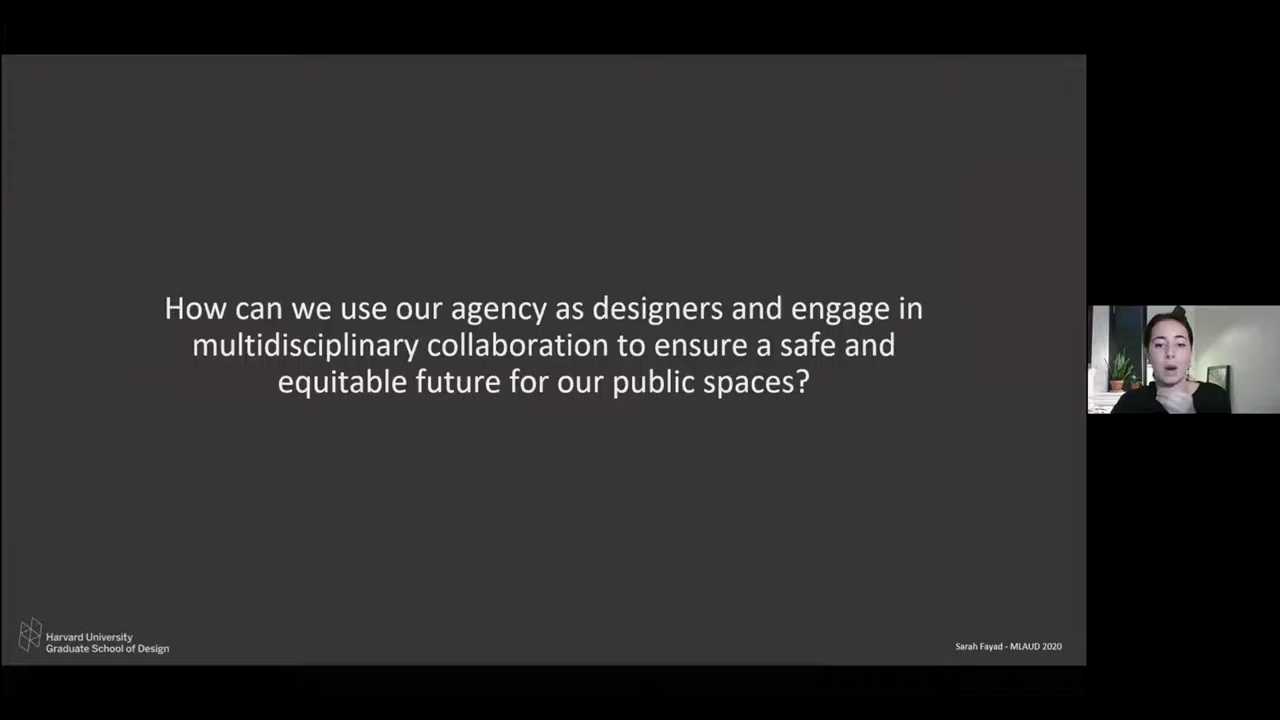 How can we use our agency as designers and engage in
multidisciplinary collaboration to ensure a safe and
equitable future for our public spaces?
Harvard University
Graduate School of Design
Sarah Fayad - MLAUD 2020